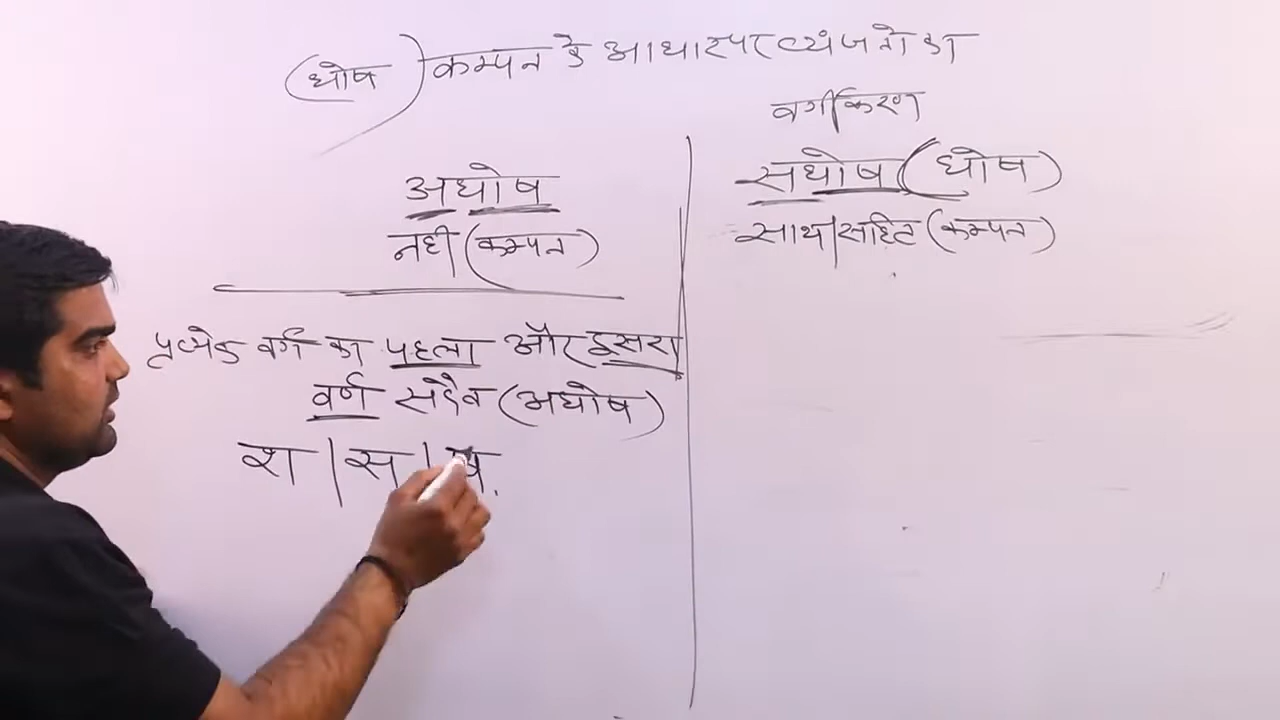 (घोष) कम्पन के आधार पर व्यंजनो का
वर्गीकरण
अघोष
नही (कम्पन)
प्रत्येक वर्ग का पहला और दूसरा
वर्ण सदैव (अघोष)
श | स | ष
सघोष (घोष)
साथ | सहित (कम्पन)